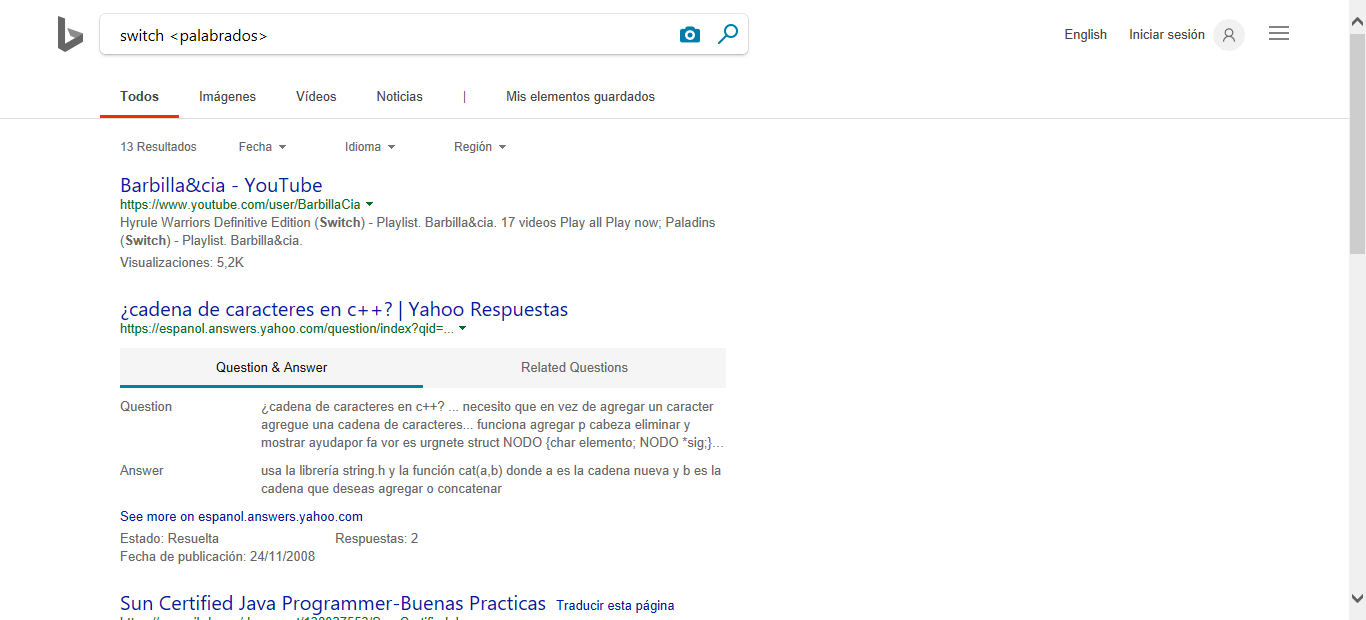 switch <palabrados>
English Iniciar sesión
Todos Imágenes Vídeos Noticias | Mis elementos guardados
13 Resultados Fecha Idioma Región
Barbilla&cia - YouTube
https://www.youtube.com/user/BarbillaCia
Hyrule Warriors Definitive Edition (Switch) - Playlist. Barbilla&cia. 17 videos Play all Play now; Paladins
(Switch) - Playlist. Barbilla&cia.
Visualizaciones: 5,2K
¿cadena de caracteres en c++? | Yahoo Respuestas
https://espanol.answers.yahoo.com/question/index?qid=...
Question & Answer Related Questions
Question ¿cadena de caracteres en c++? ... necesito que en vez de agregar un caracter
agregue una cadena de caracteres... funciona agregar p cabeza eliminar y
mostrar ayudapor fa vor es urgnete struct NODO {char elemento; NODO *sig;}...
Answer usa la librería string.h y la función cat(a,b) donde a es la cadena nueva y b es la
cadena que deseas agregar o concatenar
See more on espanol.answers.yahoo.com
Estado: Resuelta Respuestas: 2
Fecha de publicación: 24/11/2008
Sun Certified Java Programmer-Buenas Practicas Traducir esta página